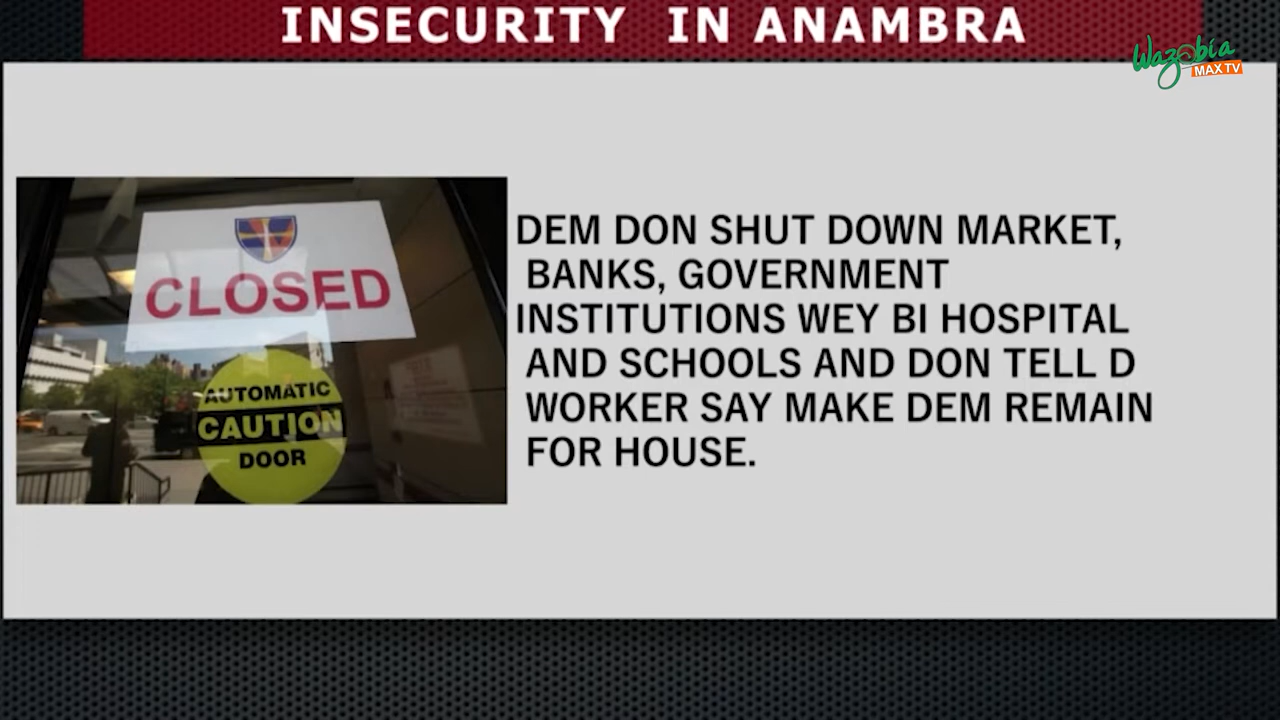 INSECURITY IN ANAMBRA
Wazobia
MAX TV
CLOSED
AUTOMATIC
CAUTION
DOOR
DEM DON SHUT DOWN MARKET,
BANKS, GOVERNMENT
INSTITUTIONS WEY BI HOSPITAL
AND SCHOOLS AND DON TELL D
WORKER SAY MAKE DEM REMAIN
FOR HOUSE.